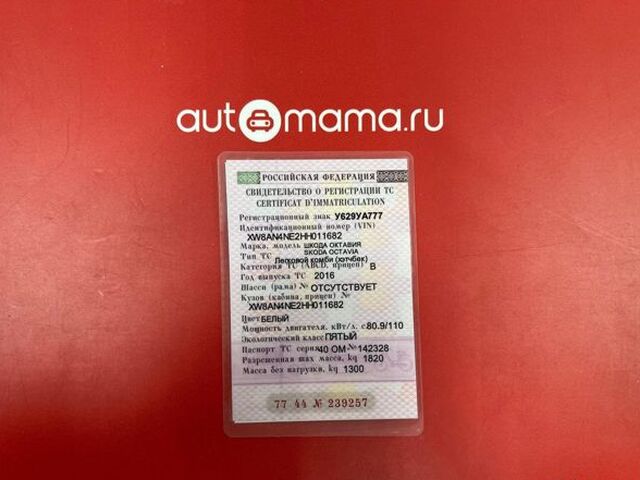 automama.ru
РОССИЙСКАЯ ФЕДЕРАЦИЯ
СВИДЕТЕЛЬСТВО О РЕГИСТРАЦИИ ТС
CERTIFICAT D'IMMATRICULATION
Регистрационный знак У629УА777
Идентификационный номер (VIN)
XW8AN4NE2HH011682
Марка, модель ШКОДА ОКТАВИЯ
SKODA OCTAVIA
Тип ТС Легковой комби (хэтчбек)
Категория ТС (ABCD, прицеп) B
Год выпуска ТС 2016
Шасси (рама) № ОТСУТСТВУЕТ
Кузов (кабина, прицеп) №
XW8AN4NE2HH011682
Цвет БЕЛЫЙ
Мощность двигателя, кВт/л. с 80.9/110
Экологический класс ПЯТЫЙ
Паспорт ТС серия 40 ОМ № 142328
Разрешенная max масса, kg 1820
Масса без нагрузки, kg 1300
77 44 № 239257